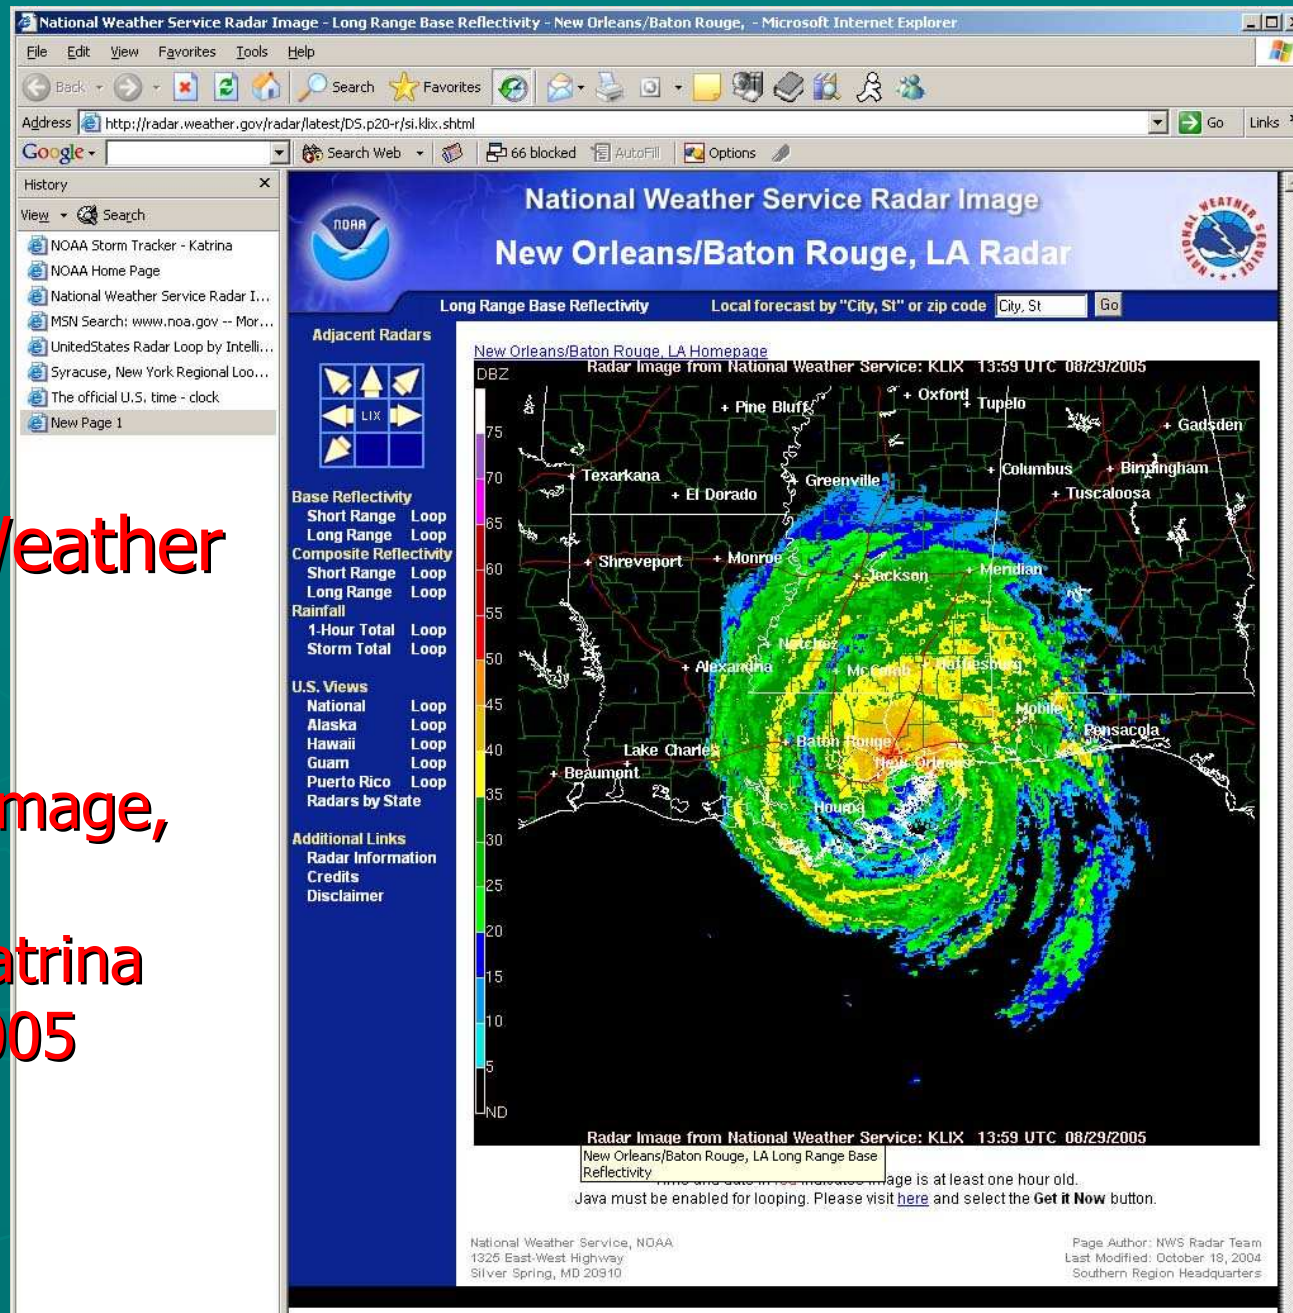 National Weather Service Radar Image - Long Range Base Reflectivity - New Orleans/Baton Rouge, - Microsoft Internet Explorer
File Edit View Favorites Tools Help
Back Search Favorites
Address http://radar.weather.gov/radar/latest/DS.p20-r/si.klix.shtml Go Links
Google Search Web 66 blocked AutoFill Options
History
View Search
NOAA Storm Tracker - Katrina
NOAA Home Page
National Weather Service Radar I...
MSN Search: www.noa.gov -- Mor...
UnitedStates Radar Loop by Intelli...
Syracuse, New York Regional Loo...
The official U.S. time - clock
New Page 1
eather
mage,
atrina
005
NOAA
National Weather Service Radar Image
New Orleans/Baton Rouge, LA Radar
NATIONAL WEATHER SERVICE
Long Range Base Reflectivity Local forecast by "City, St" or zip code City, St Go
Adjacent Radars
LIX
Base Reflectivity
Short Range Loop
Long Range Loop
Composite Reflectivity
Short Range Loop
Long Range Loop
Rainfall
1-Hour Total Loop
Storm Total Loop
U.S. Views
National Loop
Alaska Loop
Hawaii Loop
Guam Loop
Puerto Rico Loop
Radars by State
Additional Links
Radar Information
Credits
Disclaimer
New Orleans/Baton Rouge, LA Homepage
DBZ Radar Image from National Weather Service: KLIX 13:59 UTC 08/29/2005
75
70
65
60
55
50
45
40
35
30
25
20
15
10
5
ND
+ Pine Bluff + Oxford + Tupelo
+ Gadsden
+ Texarkana + Greenville + Columbus + Birmingham
+ El Dorado + Tuscaloosa
+ Shreveport + Monroe + Jackson + Meridian
+ Natchez
+ Alexandria + McComb + Hattiesburg
+ Mobile
+ Pensacola
+ Lake Charles + Baton Rouge
+ Beaumont + New Orleans
Houma
Radar Image from National Weather Service: KLIX 13:59 UTC 08/29/2005
New Orleans/Baton Rouge, LA Long Range Base
Reflectivity
image is at least one hour old.
Java must be enabled for looping. Please visit here and select the Get it Now button.
National Weather Service, NOAA
1325 East-West Highway
Silver Spring, MD 20910
Page Author: NWS Radar Team
Last Modified: October 18, 2004
Southern Region Headquarters